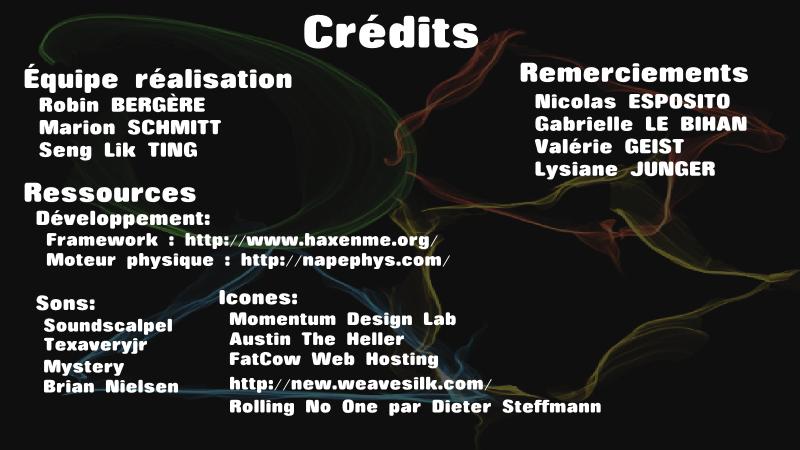 Crédits
Équipe réalisation
Robin BERGÈRE
Marion SCHMITT
Seng Lik TING
Remerciements
Nicolas ESPOSITO
Gabrielle LE BIHAN
Valérie GEIST
Lysiane JUNGER
Ressources
Développement:
Framework : http://www.haxenme.org/
Moteur physique : http://napephys.com/
Sons:
Soundscalpel
Texaveryjr
Mystery
Brian Nielsen
Icones:
Momentum Design Lab
Austin The Heller
FatCow Web Hosting
http://new.weavesilk.com/
Rolling No One par Dieter Steffmann